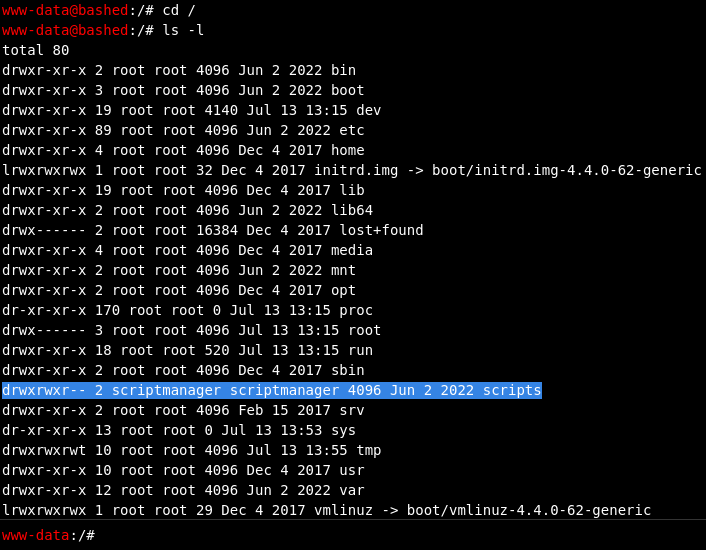 www-data@bashed:/# cd /
www-data@bashed:/# ls -l
total 80
drwxr-xr-x 2 root root 4096 Jun 2 2022 bin
drwxr-xr-x 3 root root 4096 Jun 2 2022 boot
drwxr-xr-x 19 root root 4140 Jul 13 13:15 dev
drwxr-xr-x 89 root root 4096 Jun 2 2022 etc
drwxr-xr-x 4 root root 4096 Dec 4 2017 home
lrwxrwxrwx 1 root root 32 Dec 4 2017 initrd.img -> boot/initrd.img-4.4.0-62-generic
drwxr-xr-x 19 root root 4096 Dec 4 2017 lib
drwxr-xr-x 2 root root 4096 Jun 2 2022 lib64
drwx------ 2 root root 16384 Dec 4 2017 lost+found
drwxr-xr-x 4 root root 4096 Dec 4 2017 media
drwxr-xr-x 2 root root 4096 Jun 2 2022 mnt
drwxr-xr-x 2 root root 4096 Dec 4 2017 opt
dr-xr-xr-x 170 root root 0 Jul 13 13:15 proc
drwx------ 3 root root 4096 Jul 13 13:15 root
drwxr-xr-x 18 root root 520 Jul 13 13:15 run
drwxr-xr-x 2 root root 4096 Dec 4 2017 sbin
drwxrwxr-- 2 scriptmanager scriptmanager 4096 Jun 2 2022 scripts
drwxr-xr-x 2 root root 4096 Feb 15 2017 srv
dr-xr-xr-x 13 root root 0 Jul 13 13:53 sys
drwxrwxrwt 10 root root 4096 Jul 13 13:55 tmp
drwxr-xr-x 10 root root 4096 Dec 4 2017 usr
drwxr-xr-x 12 root root 4096 Jun 2 2022 var
lrwxrwxrwx 1 root root 29 Dec 4 2017 vmlinuz -> boot/vmlinuz-4.4.0-62-generic
www-data:/#